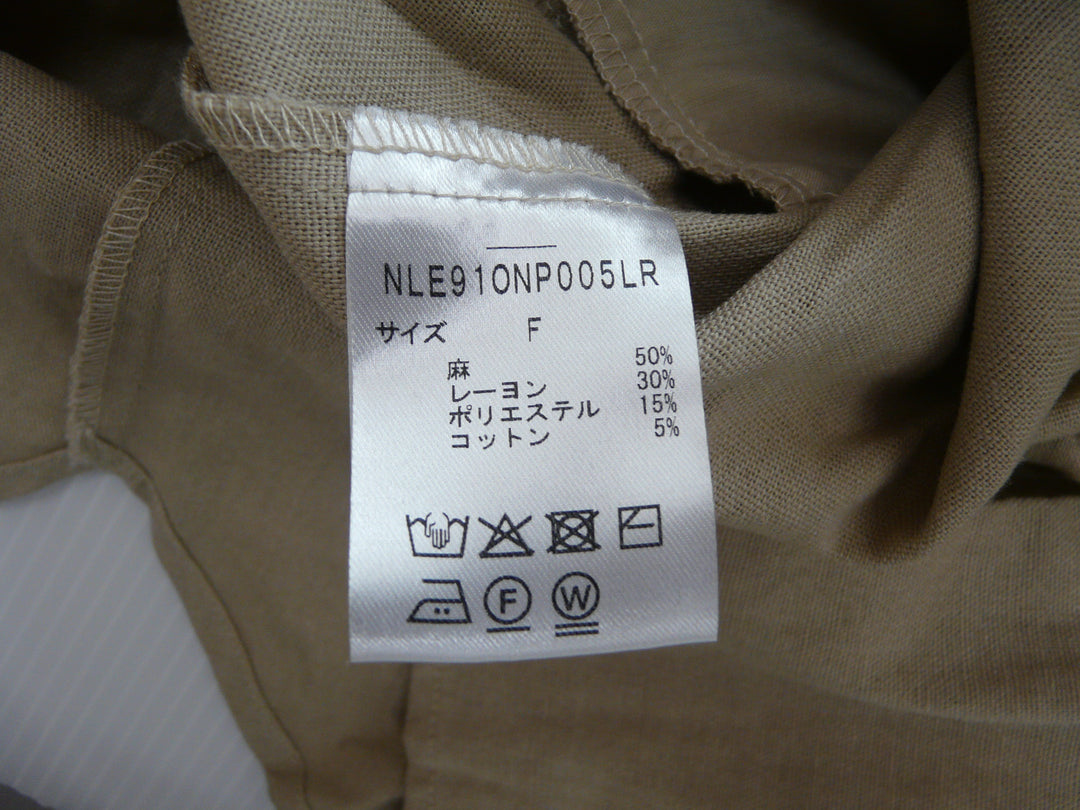 NLE910NP005LR
サイズ F
麻 50%
レーヨン 30%
ポリエステル 15%
コットン 5%
F W